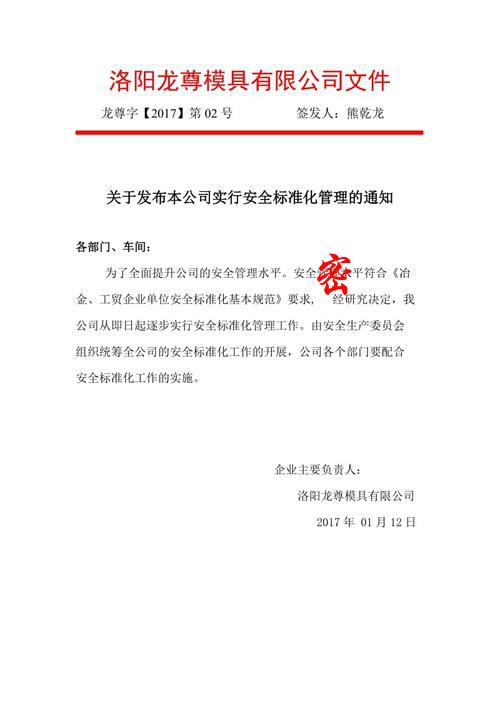 洛阳龙尊模具有限公司文件
龙尊字【2017】第 02 号 签发人：熊乾龙
关于发布本公司实行安全标准化管理的通知
各部门、车间：
为了全面提升公司的安全管理水平。安全 水平符合《冶
密
金、工贸企业单位安全标准化基本规范》要求， 经研究决定，我
公司从即日起逐步实行安全标准化管理工作。由安全生产委员会
组织统筹全公司的安全标准化工作的开展，公司各个部门要配合
安全标准化工作的实施。
企业主要负责人：
洛阳龙尊模具有限公司
2017 年 01 月 12 日